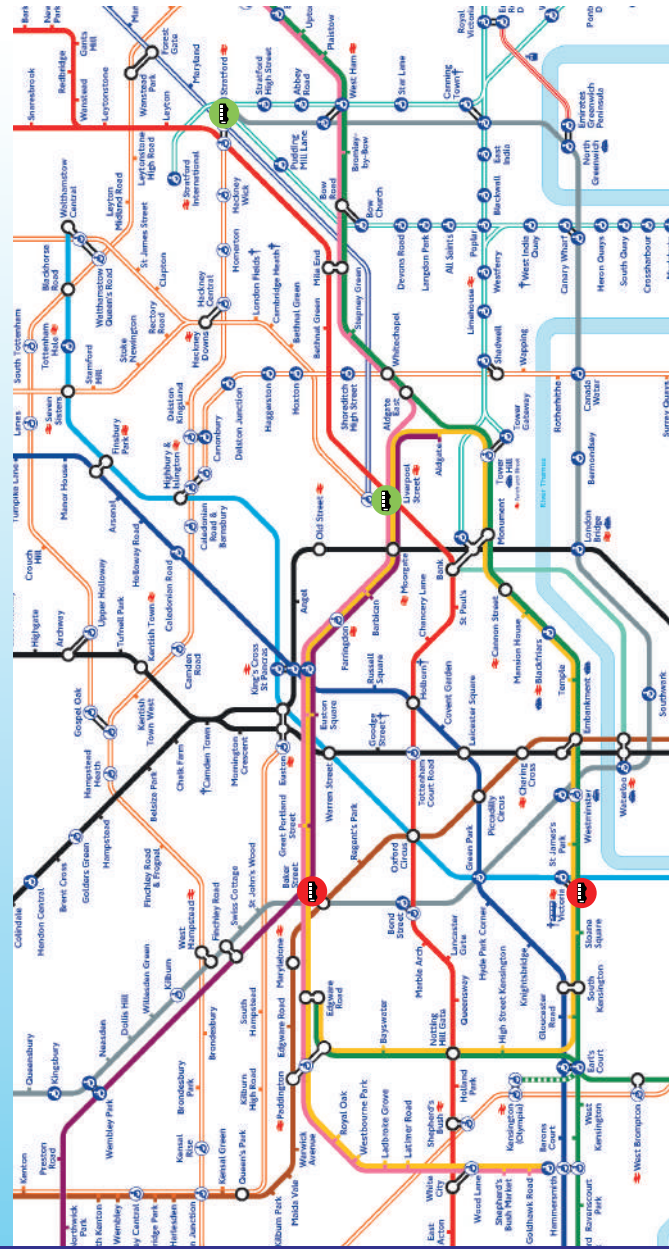 Northwick
Park
Preston
Road
Kenton
Queensbury
Kingsbury
Wembley Park
Neasden
Dollis Hill
Willesden Green
Kilburn
Colindale
Hendon Central
Brent Cross
Golders Green
Hampstead
Belsize Park
Chalk Farm
Camden Town
Highgate
Archway
Tufnell Park
Kentish Town
Gospel Oak
Hampstead
Heath
Kentish
Town West
Upper Holloway
Crouch
Hill
Camden
Road
Caledonian Road
Holloway Road
Arsenal
Manor House
Finsbury
Park
Turnpike Lane
Seven
Sisters
South Tottenham
Tottenham
Hale
Blackhorse
Road
Walthamstow
Central
Walthamstow
Queen's Road
Stamford
Hill
Stoke
Newington
Rectory
Road
Clapton
St James Street
Leyton
Midland Road
Leytonstone
High Road
Wanstead
Park
Forest
Gate
Snaresbrook
Redbridge
Gants
Hill
Wanstead
Leytonstone
Leyton
Maryland
Stratford
Stratford
International
Stratford
High Street
Abbey
Road
West Ham
Plaistow
Star Lane
Canning
Town
Royal
Victoria
Emirates
Greenwich
Peninsula
North
Greenwich
East
India
Blackwall
Poplar
Westferry
Limehouse
Shadwell
Wapping
Pudding
Mill Lane
Bromley-
by-Bow
Bow
Road
Bow
Church
Devons Road
Langdon Park
All Saints
West India
Quay
Canary Wharf
Heron Quays
South Quay
Crossharbour
Hackney
Wick
Homerton
Hackney
Central
Hackney
Downs
London Fields
Cambridge Heath
Bethnal Green
Bethnal Green
Mile End
Stepney Green
Whitechapel
Dalston
Kingsland
Dalston Junction
Haggerston
Hoxton
Shoreditch
High Street
Canonbury
Highbury &
Islington
Caledonian
Road &
Barnsbury
Old Street
Angel
King's Cross
St Pancras
Euston
Mornington
Crescent
Euston
Square
Warren Street
Great Portland
Street
Regent's Park
Baker
Street
St John's Wood
Swiss Cottage
Finchley Road
Finchley Road
& Frognal
West
Hampstead
Brondesbury
Brondesbury
Park
Kensal
Rise
South
Hampstead
Kilburn
High Road
Kensal Green
Queen's Park
Kilburn Park
Maida Vale
Warwick
Avenue
Paddington
Edgware Road
Marylebone
Edgware
Road
Royal Oak
Westbourne Park
Ladbroke Grove
Latimer Road
Bayswater
Farringdon
Barbican
Moorgate
Liverpool
Street
Aldgate
Aldgate
East
Tower
Gateway
Tower
Hill
Monument
Bank
St Paul's
Chancery Lane
Holborn
Russell
Square
Goodge
Street
Tottenham
Court Road
Oxford
Circus
Bond
Street
Marble Arch
Lancaster
Gate
Queensway
Notting
Hill Gate
Holland
Park
Shepherd's
Bush
White
City
East
Acton
Wood Lane
Shepherd's
Bush Market
Goldhawk Road
Hammersmith
Ravenscourt
Park
Barons
Court
West
Kensington
Kensington
(Olympia)
Earl's
Court
West Brompton
High Street Kensington
Gloucester
Road
South
Kensington
Knightsbridge
Hyde Park Corner
Green Park
Sloane
Square
Victoria
St James's
Park
Westminster
Piccadilly
Circus
Leicester Square
Covent Garden
Charing
Cross
Embankment
Waterloo
Southwark
Temple
Blackfriars
Mansion House
Cannon Street
London
Bridge
Bermondsey
Canada
Water
Rotherhithe
River Thames